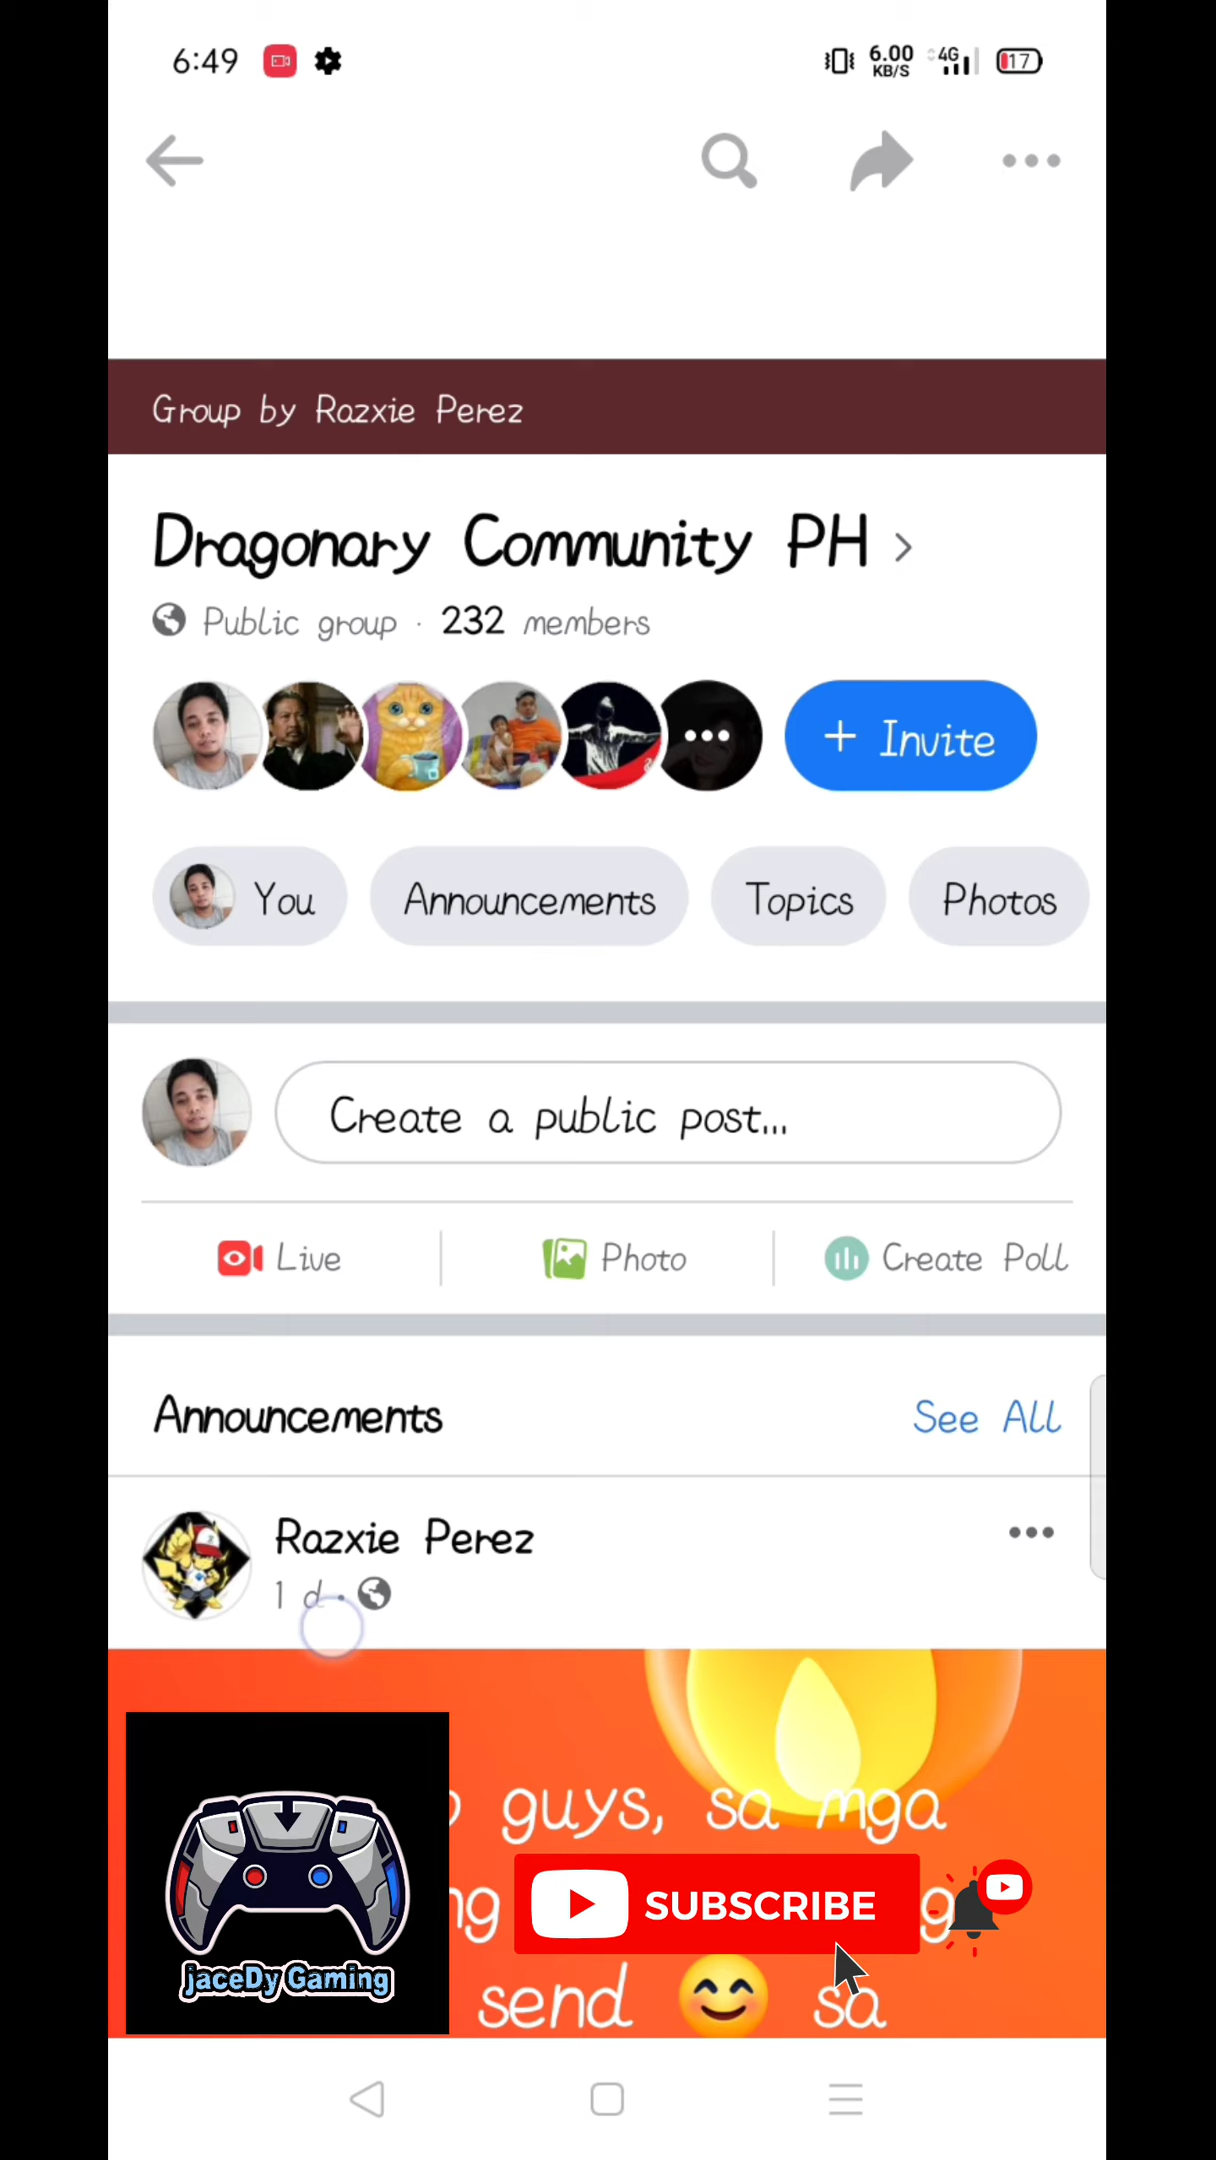 6:49
6.00
KB/S
4G
17
Group by Razxie Perez
Dragonary Community PH
Public group · 232 members
+ Invite
You
Announcements
Topics
Photos
Create a public post...
Live
Photo
Create Poll
Announcements
See All
Razxie Perez
1 d ·
guys, sa mga
SUBSCRIBE
send 😊 sa
jaceDy Gaming